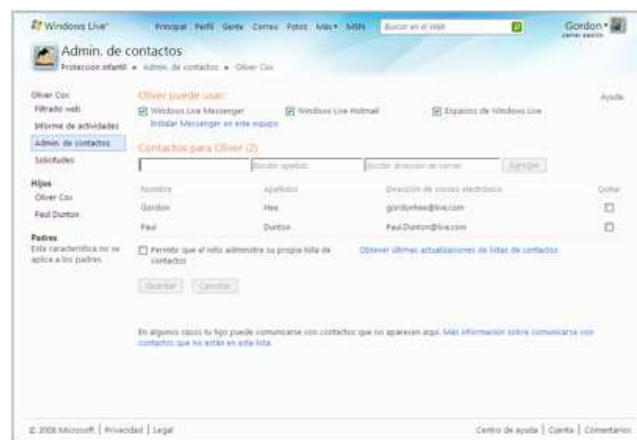 Windows Live™ Principal Perfil Gente Correo Fotos Más MSN Buscar en el Web Gordon
cerrar sesión
Admin. de contactos
Protección infantil Admin. de contactos Oliver Cox
Oliver Cox
Filtrado web
Informe de actividades
Admin. de contactos
Solicitudes
Hijos
Oliver Cox
Paul Dunton
Padres
Esta característica no se
aplica a los padres
Oliver puede usar: Ayuda
Windows Live Messenger Windows Live Hotmail Espacios de Windows Live
Instalar Messenger en este equipo
Contactos para Oliver (2)
Escribir apellidos Escribir dirección de correo Agregar
Nombre Apellidos Dirección de correo electrónico Quitar
Gordon Hee gordonhee@live.com
Paul Dunton Paul.Dunton@live.com
Permitir que el niño administre su propia lista de
contactos
Obtener últimas actualizaciones de listas de contactos
Guardar Cancelar
En algunos casos tu hijo puede comunicarse con contactos que no aparecen aquí. Más información sobre comunicarse con
contactos que no están en esta lista
© 2008 Microsoft | Privacidad | Legal Centro de ayuda | Cuenta | Comentarios